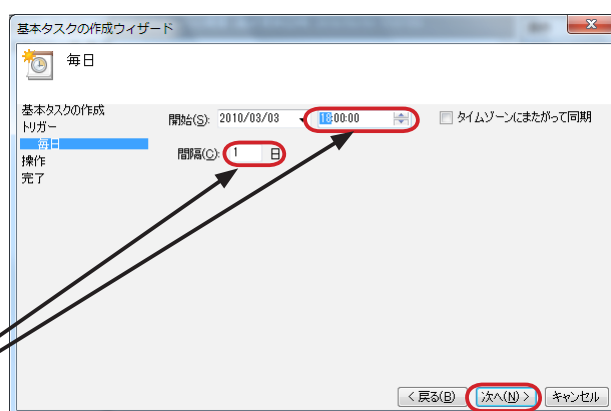 基本タスクの作成ウィザード
毎日
基本タスクの作成
トリガー
毎日
操作
完了
開始(S): 2010/03/03 18:00:00 タイムゾーンにまたがって同期
間隔(C): 1 日
< 戻る(B) 次へ(N) > キャンセル